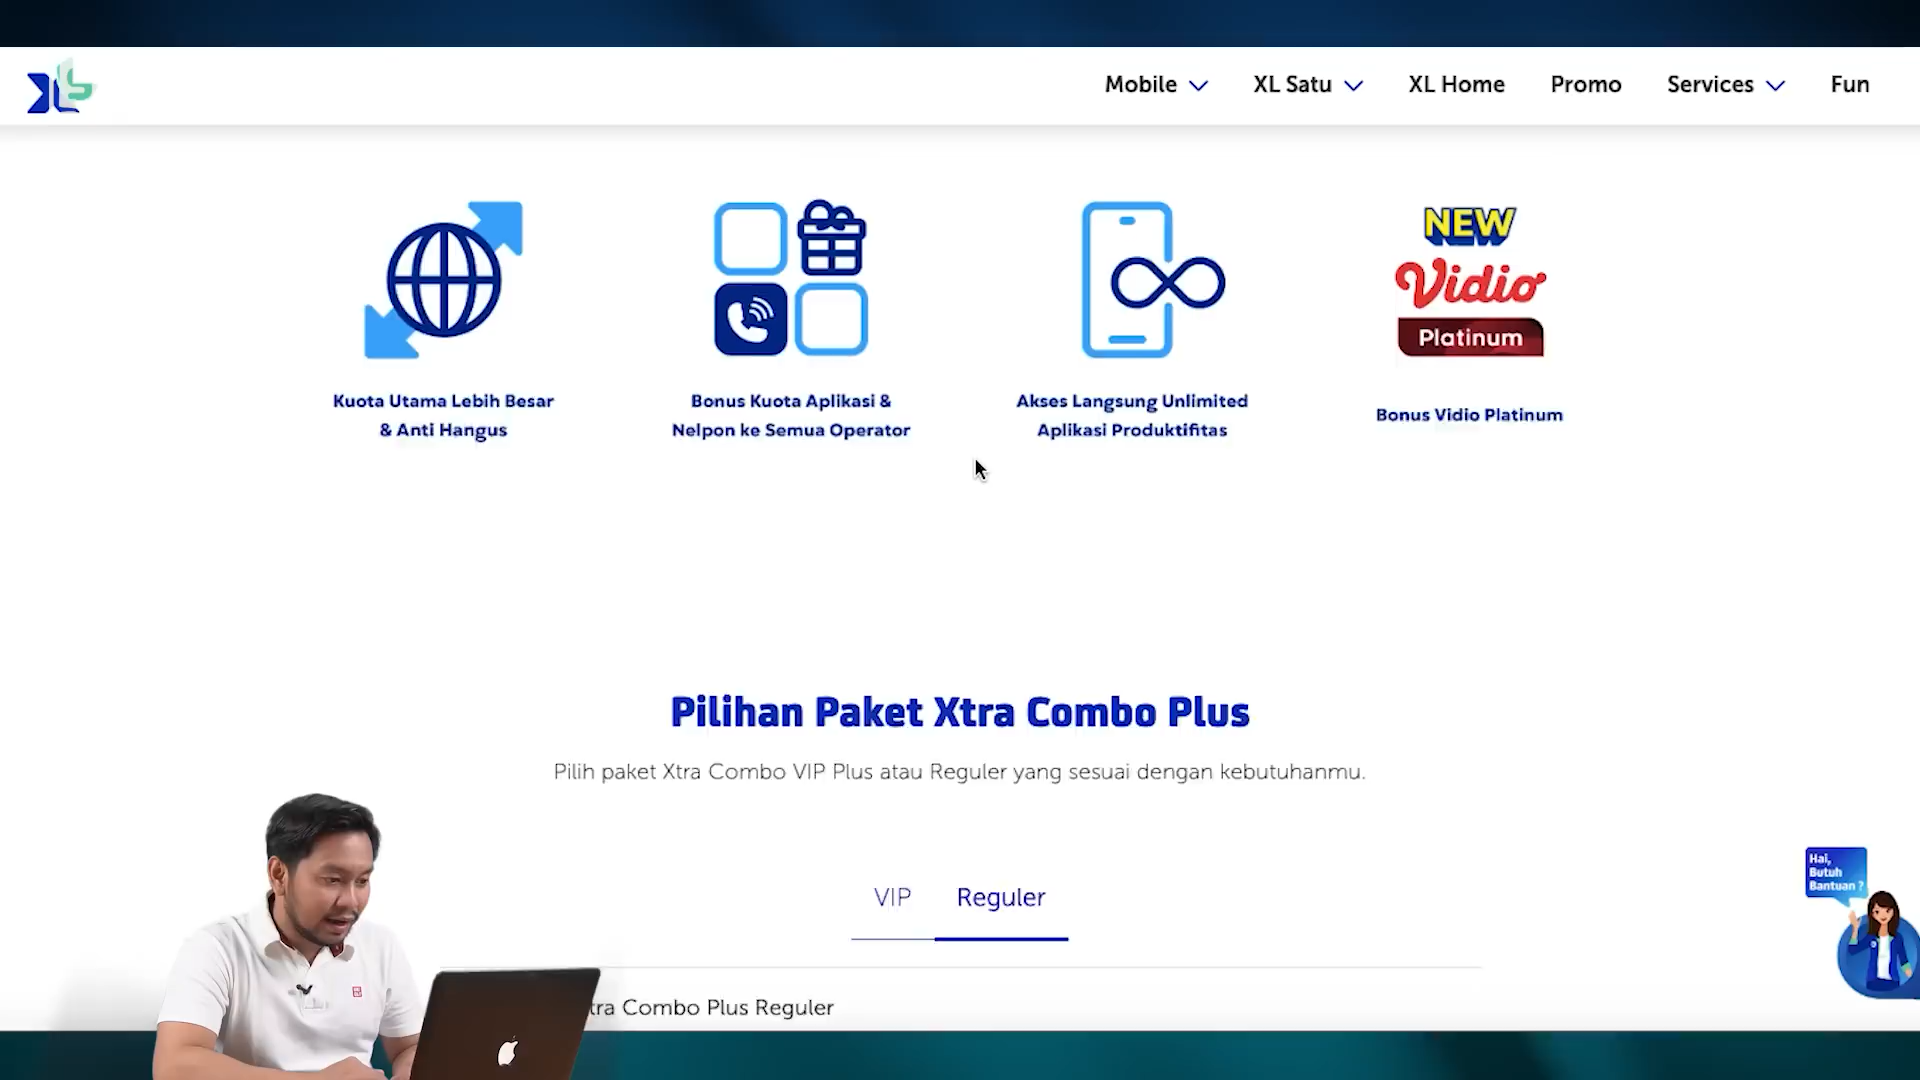 XL
Mobile
XL Satu
XL Home
Promo
Services
Fun
NEW
Vidio
Platinum
Kuota Utama Lebih Besar
& Anti Hangus
Bonus Kuota Aplikasi &
Nelpon ke Semua Operator
Akses Langsung Unlimited
Aplikasi Produktifitas
Bonus Vidio Platinum
Pilihan Paket Xtra Combo Plus
Pilih paket Xtra Combo VIP Plus atau Reguler yang sesuai dengan kebutuhanmu.
VIP
Reguler
Hai,
Butuh
Bantuan ?
tra Combo Plus Reguler